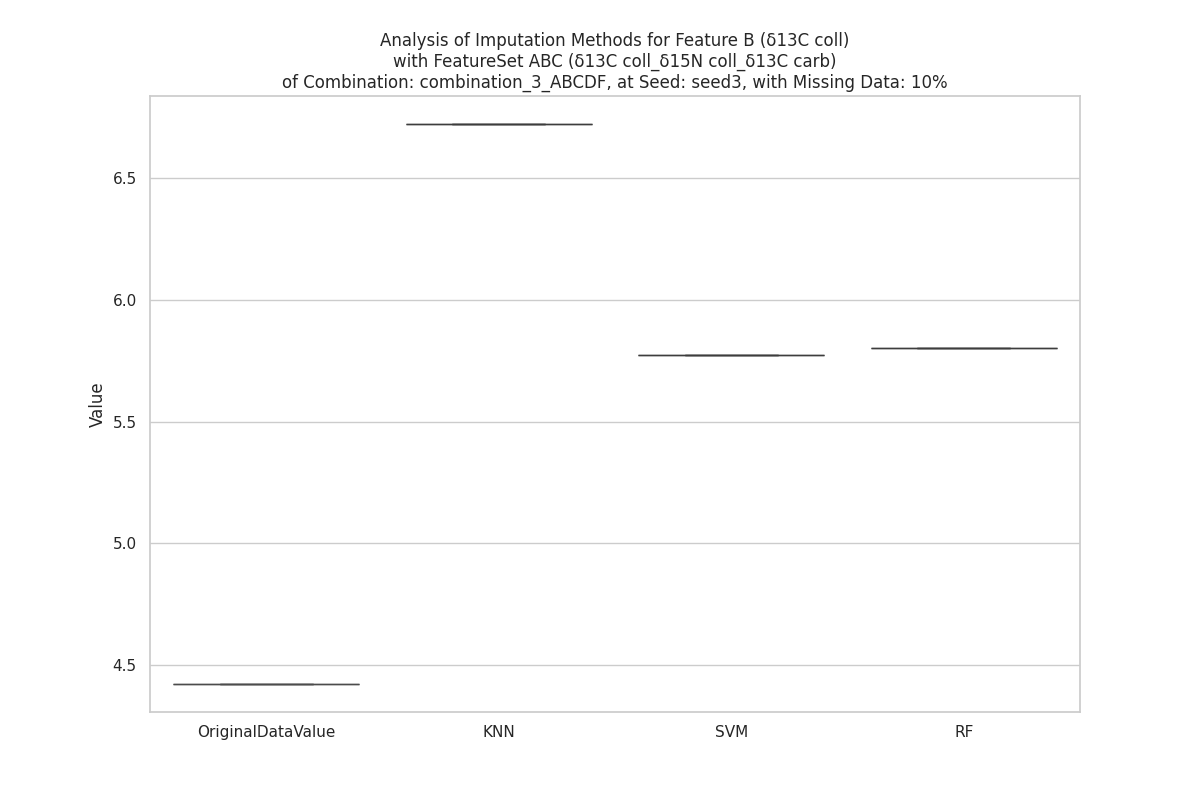 Analysis of Imputation Methods for Feature B (δ13C coll)
with FeatureSet ABC (δ13C coll_δ15N coll_δ13C carb)
of Combination: combination_3_ABCDF, at Seed: seed3, with Missing Data: 10%
6.5
6.0
5.5
5.0
4.5
Value
OriginalDataValue KNN SVM RF